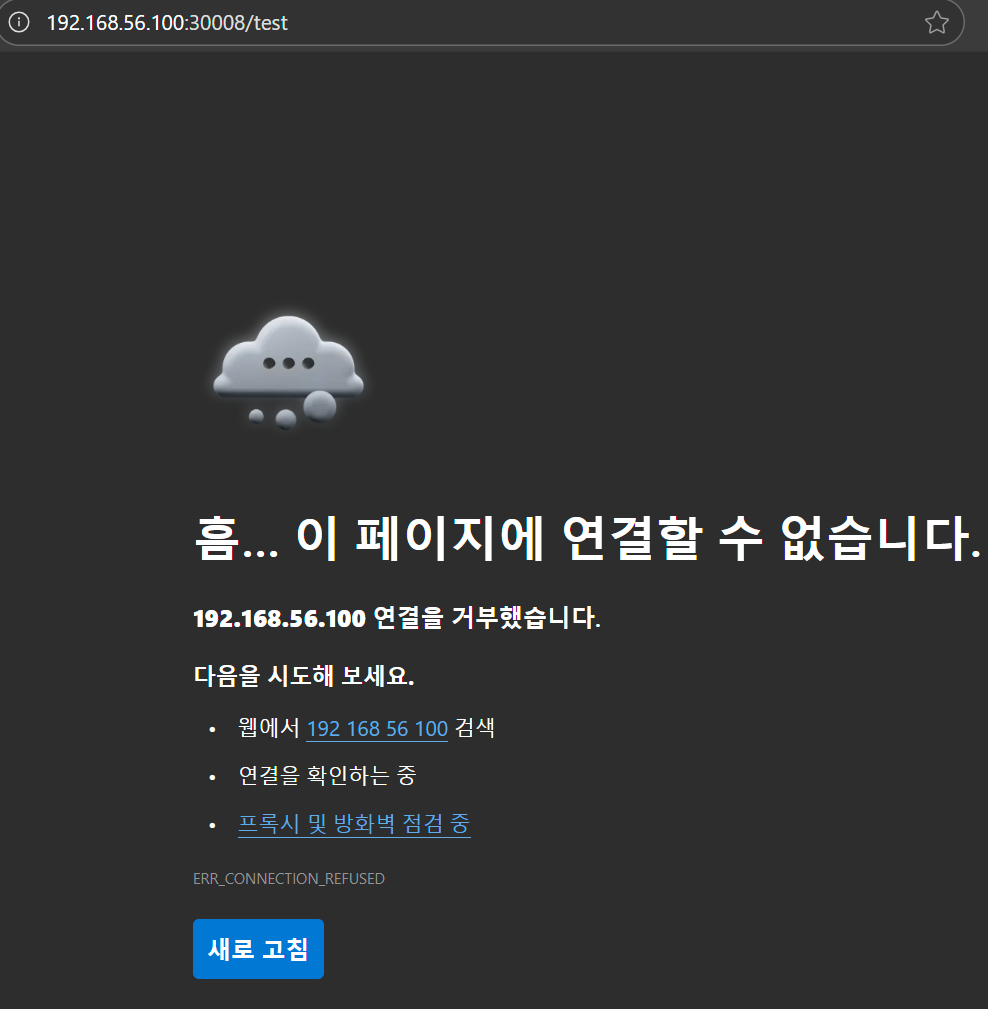 192.168.56.100:30008/test
흠... 이 페이지에 연결할 수 없습니다.
192.168.56.100 연결을 거부했습니다.
다음을 시도해 보세요.
• 웹에서 192 168 56 100 검색
• 연결을 확인하는 중
• 프록시 및 방화벽 점검 중
ERR_CONNECTION_REFUSED
새로 고침